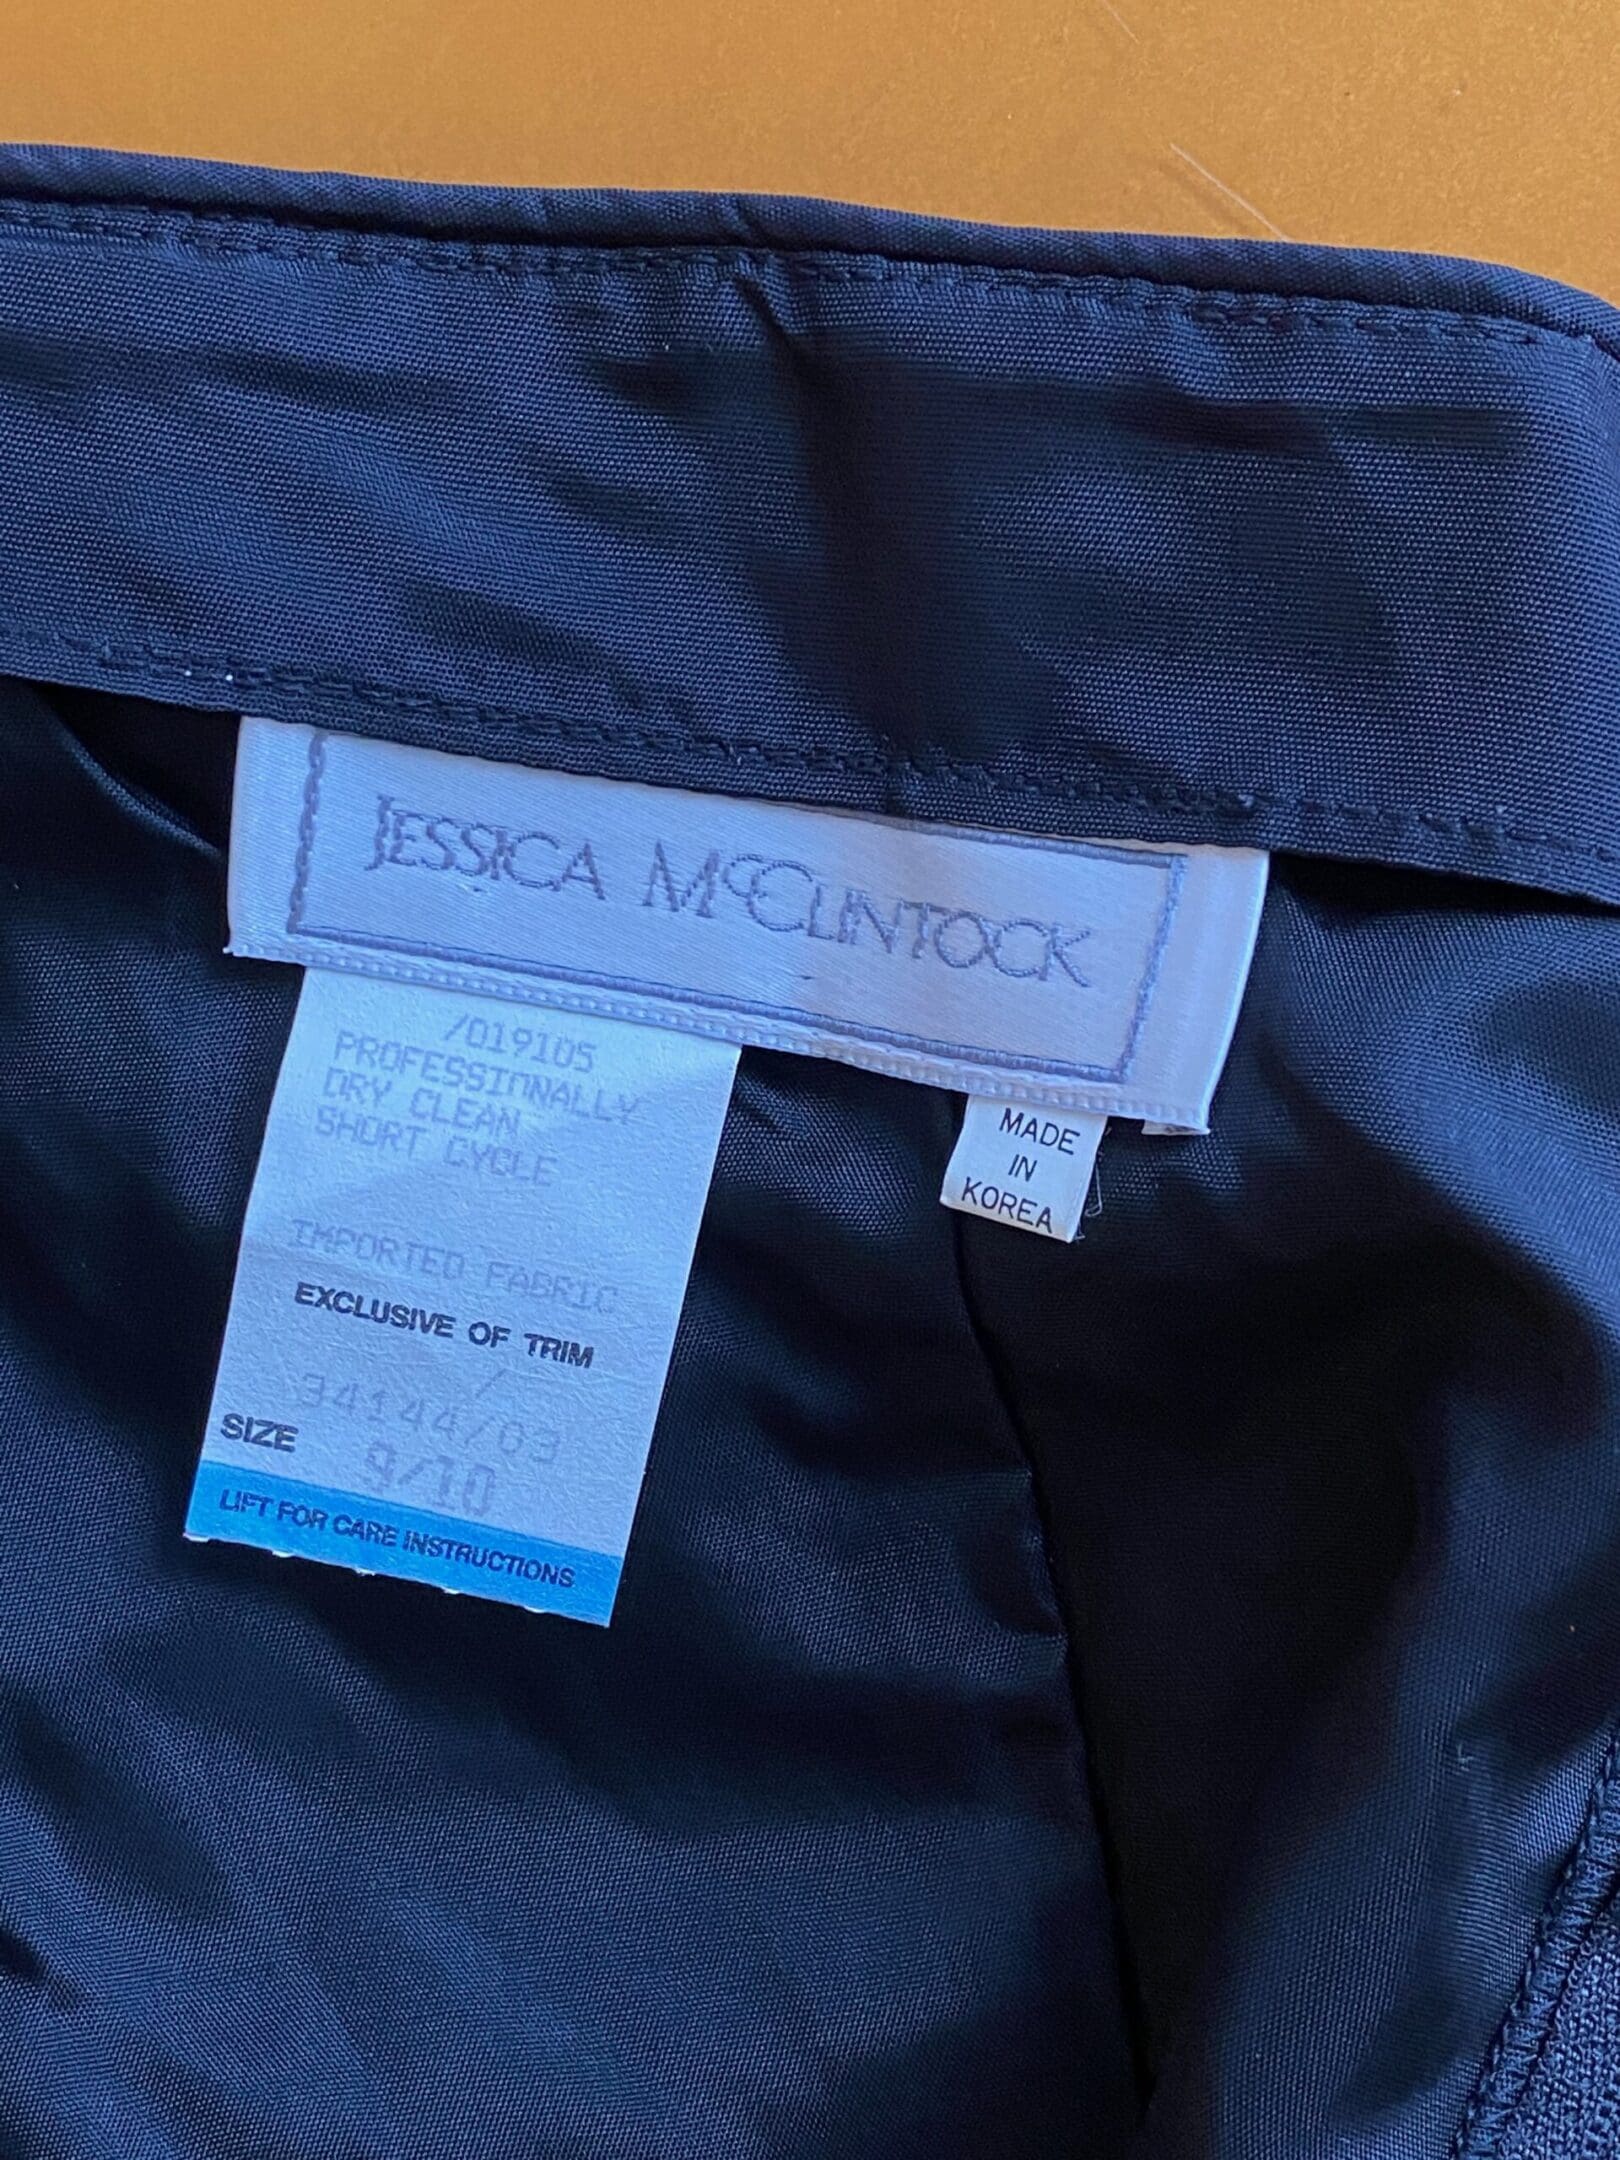 JESSICA McCLINTOCK
/019105
PROFESSIONALLY
DRY CLEAN
SHORT CYCLE
IMPORTED FABRIC
EXCLUSIVE OF TRIM
/
34144/03
SIZE 9/10
LIFT FOR CARE INSTRUCTIONS
MADE
IN
KOREA